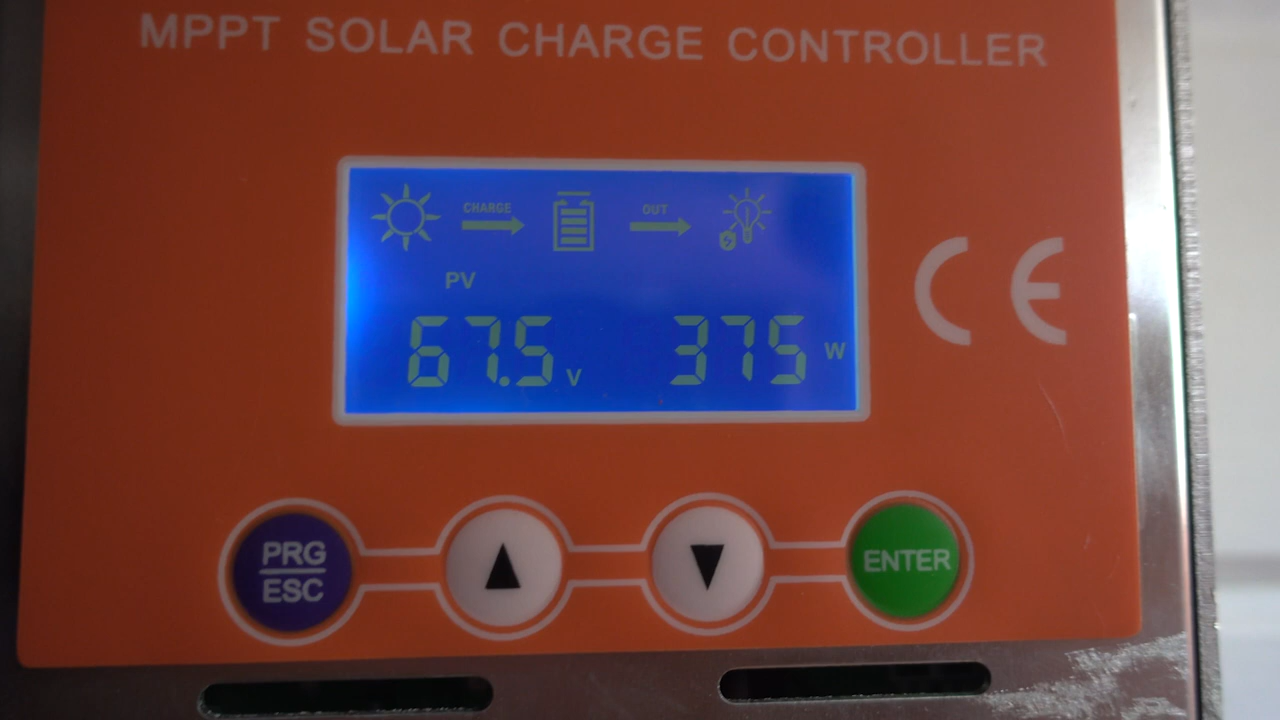 MPPT SOLAR CHARGE CONTROLLER
CHARGE OUT
PV
67.5 V 375 W
CE
PRG ESC ENTER